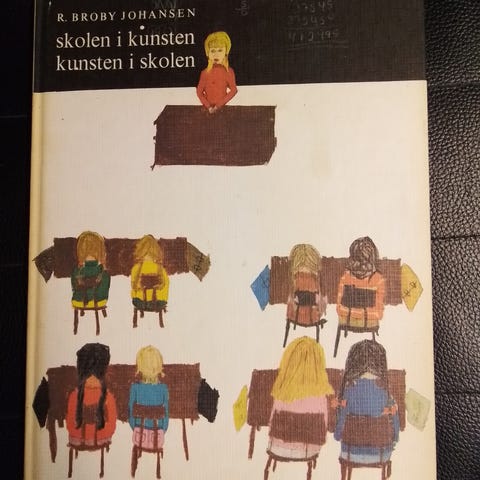 R. BROBY JOHANSEN
skolen i kunsten
kunsten i skolen